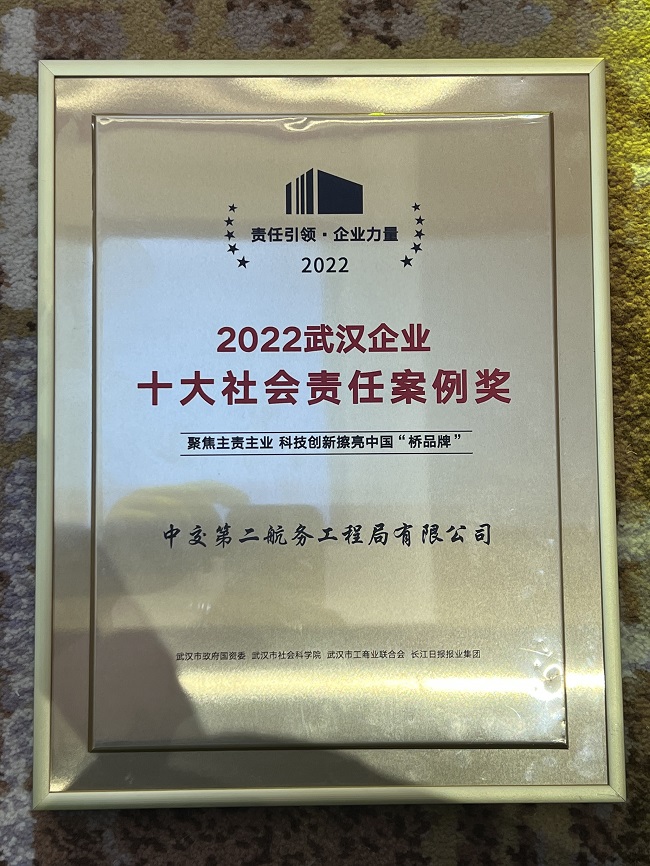 责任引领·企业力量
2022
2022武汉企业
十大社会责任案例奖
聚焦主责主业 科技创新擦亮中国“桥品牌”
中交第二航务工程局有限公司
武汉市政府国资委 武汉市社会科学院 武汉市工商业联合会 长江日报报业集团